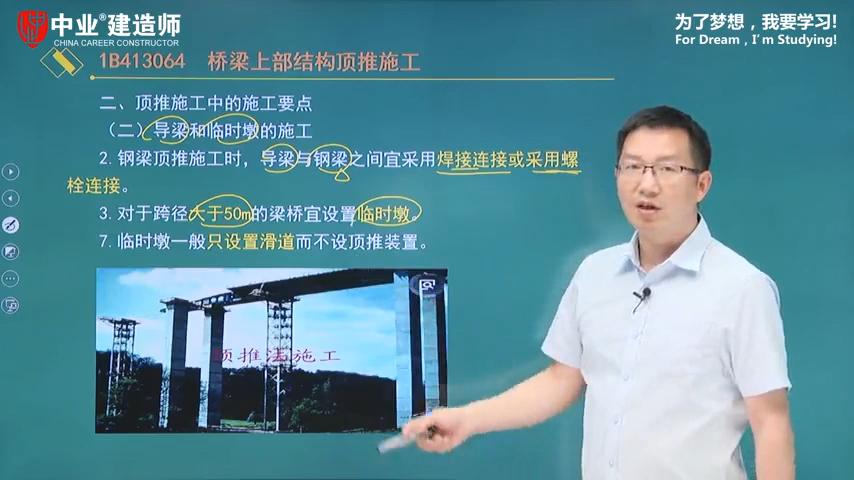 中业®建造师
CHINA CAREER CONSTRUCTOR
为了梦想，我要学习!
For Dream , I'm Studying!
1B413064 桥梁上部结构顶推施工
二、顶推施工中的施工要点
（二）导梁和临时墩的施工
2. 钢梁顶推施工时，导梁与钢梁之间宜采用焊接连接或采用螺
栓连接。
3. 对于跨径大于50m的梁桥宜设置临时墩。
7. 临时墩一般只设置滑道而不设顶推装置。
顶推法施工